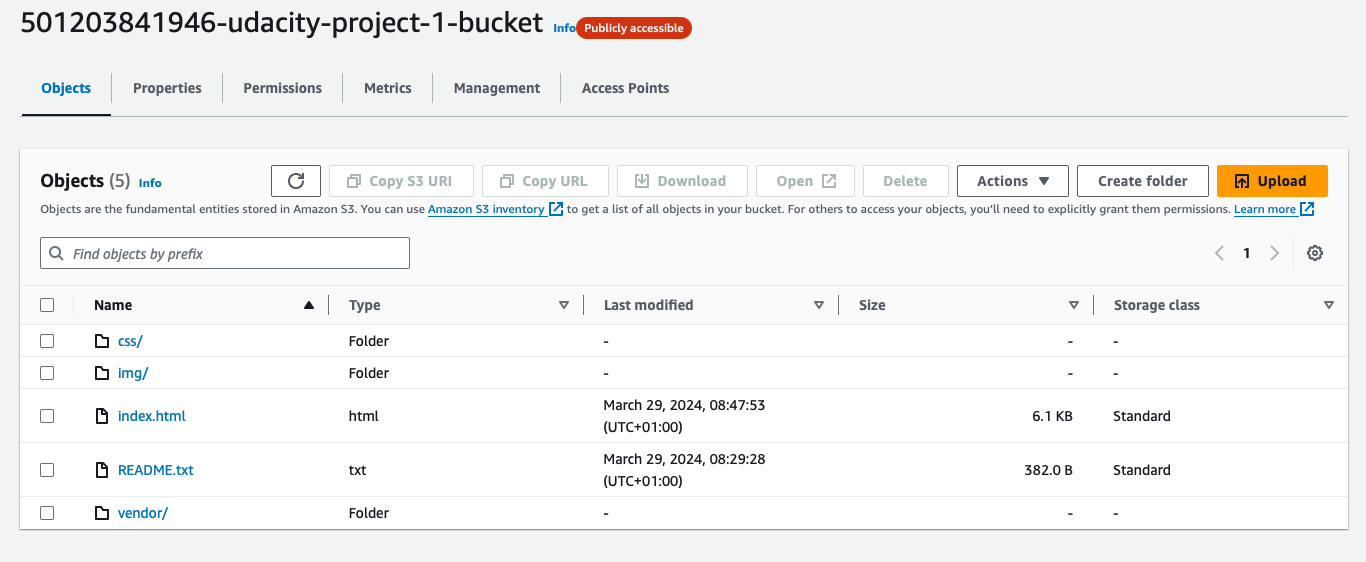 501203841946-udacity-project-1-bucket Info Publicly accessible
Objects Properties Permissions Metrics Management Access Points
Objects (5) Info Copy S3 URI Copy URL Download Open Delete Actions Create folder Upload
Objects are the fundamental entities stored in Amazon S3. You can use Amazon S3 inventory to get a list of all objects in your bucket. For others to access your objects, you'll need to explicitly grant them permissions. Learn more
Find objects by prefix 1
Name Type Last modified Size Storage class
css/ Folder - - -
img/ Folder - - -
index.html html March 29, 2024, 08:47:53 (UTC+01:00) 6.1 KB Standard
README.txt txt March 29, 2024, 08:29:28 (UTC+01:00) 382.0 B Standard
vendor/ Folder - - -